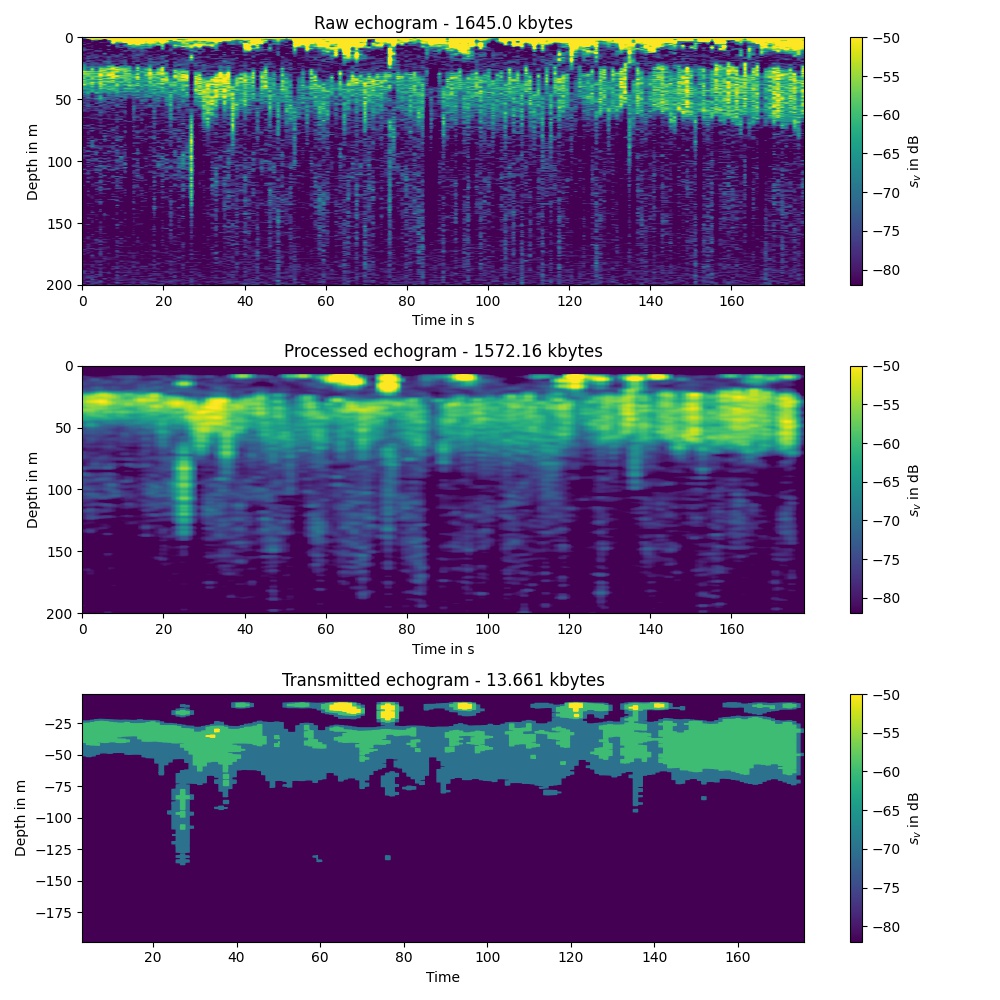 Raw echogram - 1645.0 kbytes
0
50
100
150
200
Depth in m
0 20 40 60 80 100 120 140 160
Time in s
−50
−55
−60
−65
−70
−75
−80
sv in dB
Processed echogram - 1572.16 kbytes
0
50
100
150
200
Depth in m
0 20 40 60 80 100 120 140 160
Time in s
−50
−55
−60
−65
−70
−75
−80
sv in dB
Transmitted echogram - 13.661 kbytes
−25
−50
−75
−100
−125
−150
−175
Depth in m
20 40 60 80 100 120 140 160
Time
−50
−55
−60
−65
−70
−75
−80
sv in dB